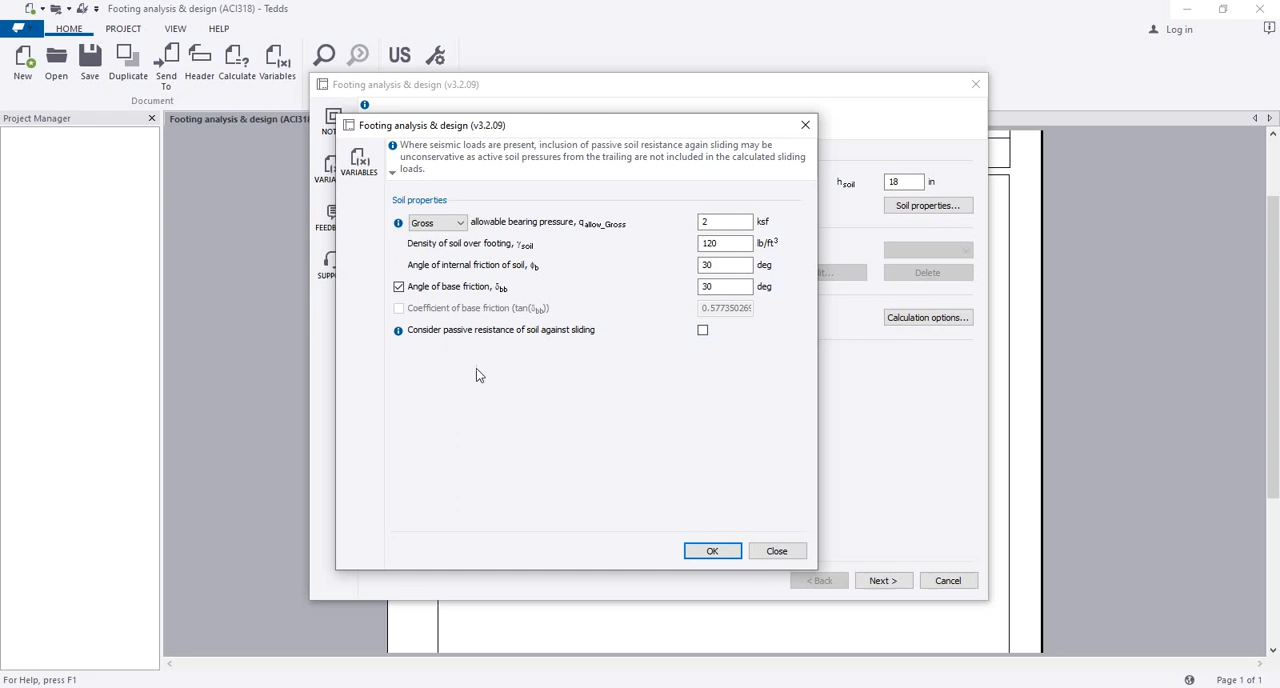 Footing analysis & design (ACI318) - Tedds
HOME PROJECT VIEW HELP
Log in
New Open Save Duplicate Send To Header Calculate Variables
US
Document
Project Manager
Footing analysis & design (ACI31
Footing analysis & design (v3.2.09)
h soil 18 in
Soil properties...
Delete
Calculation options...
< Back Next > Cancel
Footing analysis & design (v3.2.09)
VARIABLES
Where seismic loads are present, inclusion of passive soil resistance again sliding may be
unconservative as active soil pressures from the trailing are not included in the calculated sliding
loads.
Soil properties
Gross allowable bearing pressure, qallow_Gross 2 ksf
Density of soil over footing, γsoil 120 lb/ft³
Angle of internal friction of soil, ϕb 30 deg
Angle of base friction, δbb 30 deg
Coefficient of base friction (tan(δbb)) 0.577350269
Consider passive resistance of soil against sliding
OK Close
For Help, press F1
Page 1 of 1